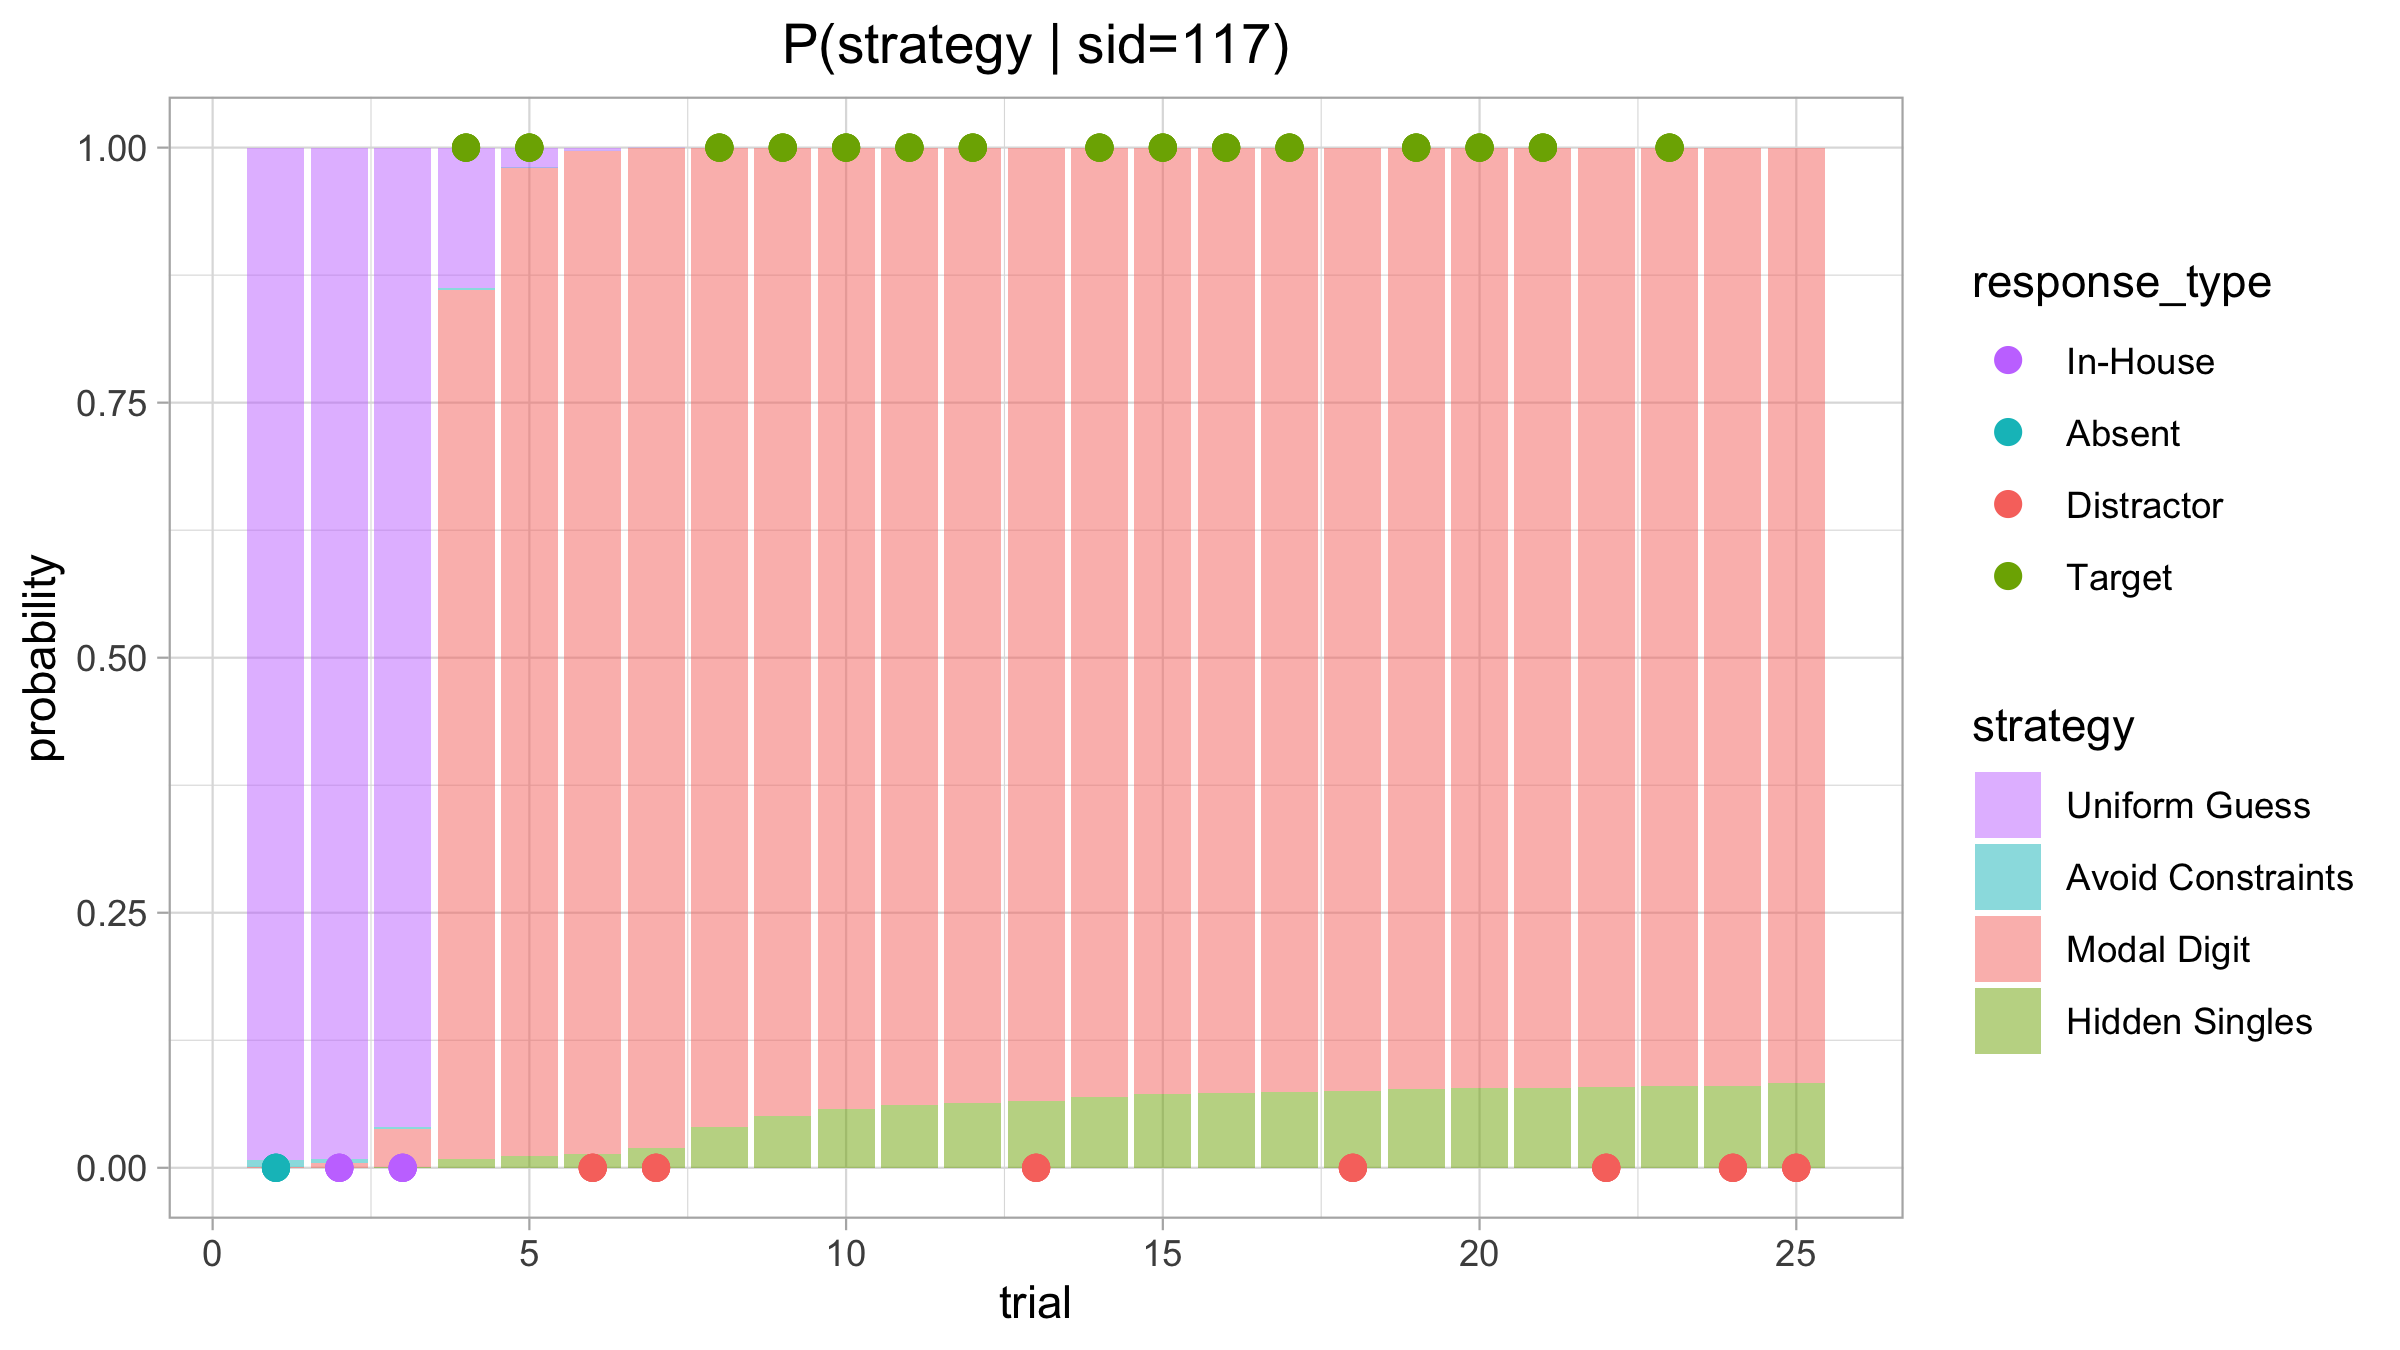 P(strategy | sid=117)
probability
1.00
0.75
0.50
0.25
0.00
0 5 10 15 20 25
trial
response_type
In-House
Absent
Distractor
Target
strategy
Uniform Guess
Avoid Constraints
Modal Digit
Hidden Singles